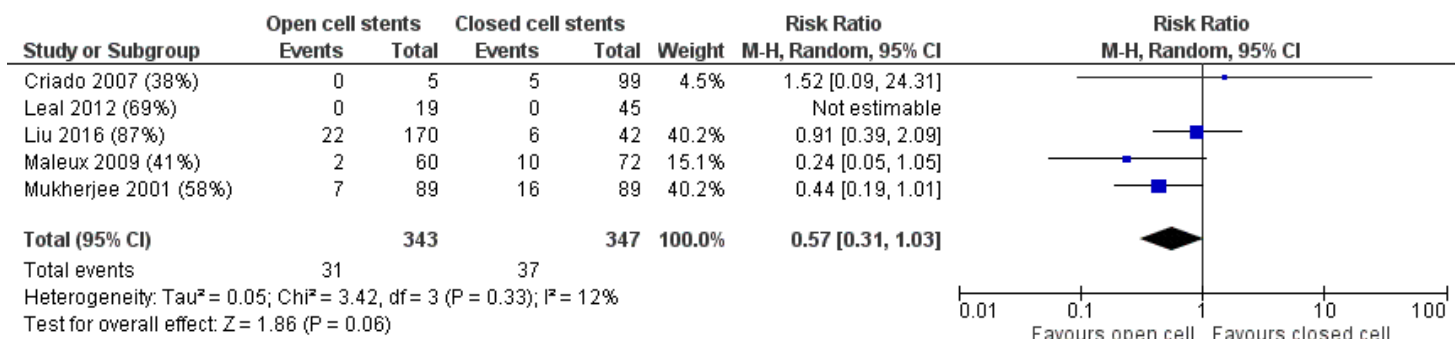 Open cell stents Closed cell stents Risk Ratio Risk Ratio
Study or Subgroup Events Total Events Total Weight M-H, Random, 95% CI M-H, Random, 95% CI
Criado 2007 (38%) 0 5 5 99 4.5% 1.52 [0.09, 24.31]
Leal 2012 (69%) 0 19 0 45 Not estimable
Liu 2016 (87%) 22 170 6 42 40.2% 0.91 [0.39, 2.09]
Maleux 2009 (41%) 2 60 10 72 15.1% 0.24 [0.05, 1.05]
Mukherjee 2001 (58%) 7 89 16 89 40.2% 0.44 [0.19, 1.01]
Total (95% CI) 343 347 100.0% 0.57 [0.31, 1.03]
Total events 31 37
Heterogeneity: Tau² = 0.05; Chi² = 3.42, df = 3 (P = 0.33); I² = 12%
Test for overall effect: Z = 1.86 (P = 0.06)
0.01 0.1 1 10 100
Favours open cell Favours closed cell